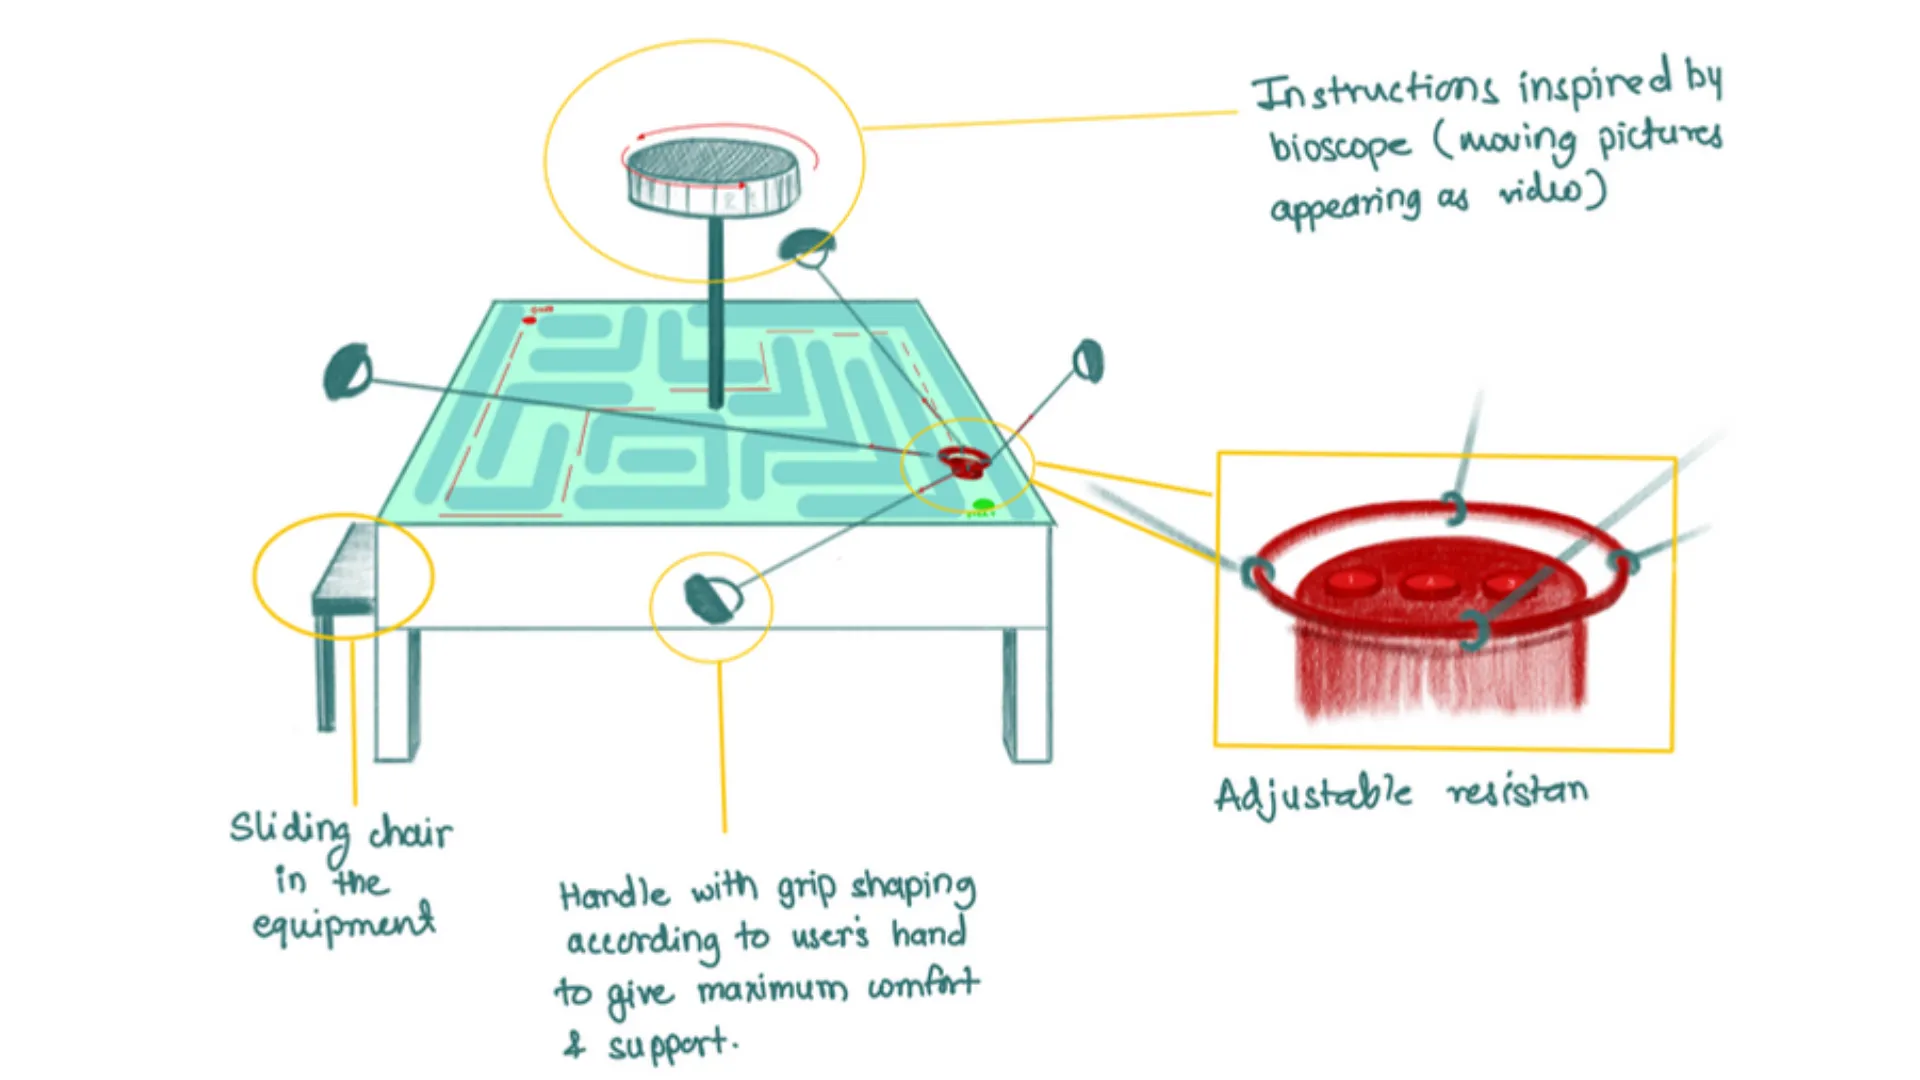 Instructions inspired by
bioscope (moving pictures
appearing as video)
Adjustable resistan
Sliding chair
in the
equipment
Handle with grip shaping
according to user's hand
to give maximum comfort
& support.